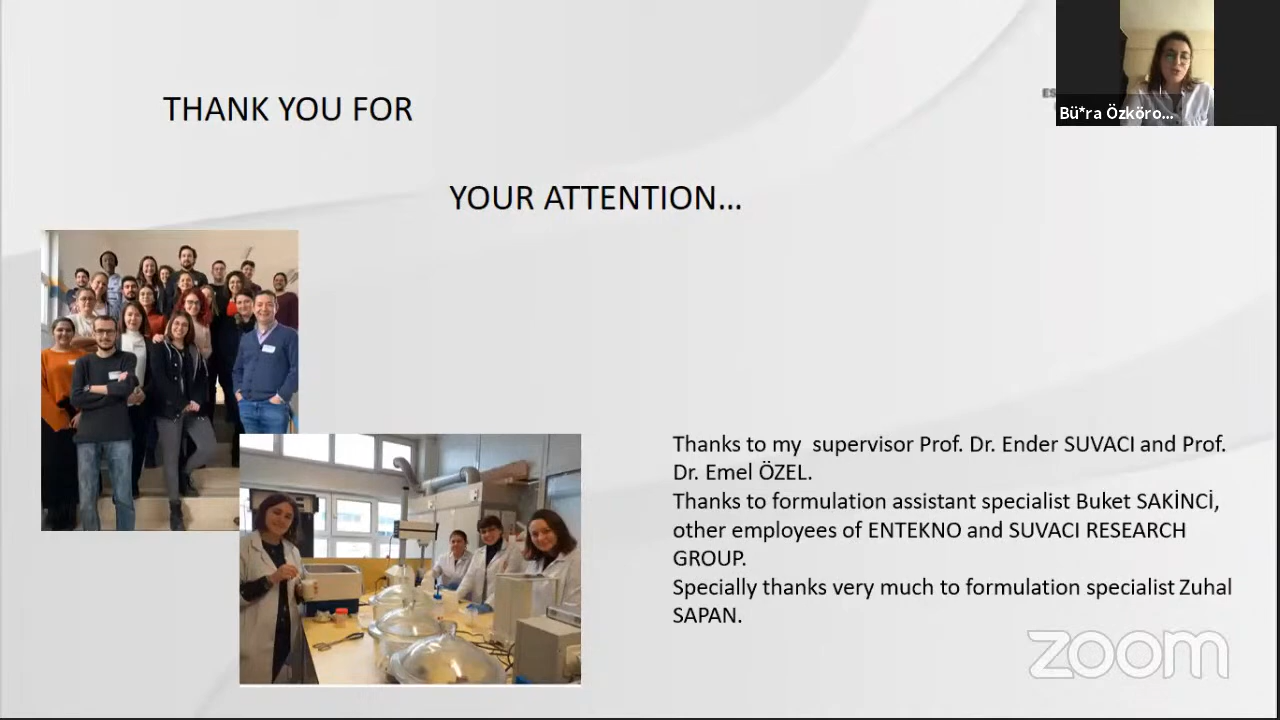 THANK YOU FOR
YOUR ATTENTION...
Bü*ra Özköro...
Thanks to my supervisor Prof. Dr. Ender SUVACI and Prof.
Dr. Emel ÖZEL.
Thanks to formulation assistant specialist Buket SAKİNCİ,
other employees of ENTEKNO and SUVACI RESEARCH
GROUP.
Specially thanks very much to formulation specialist Zuhal
SAPAN.
zoom